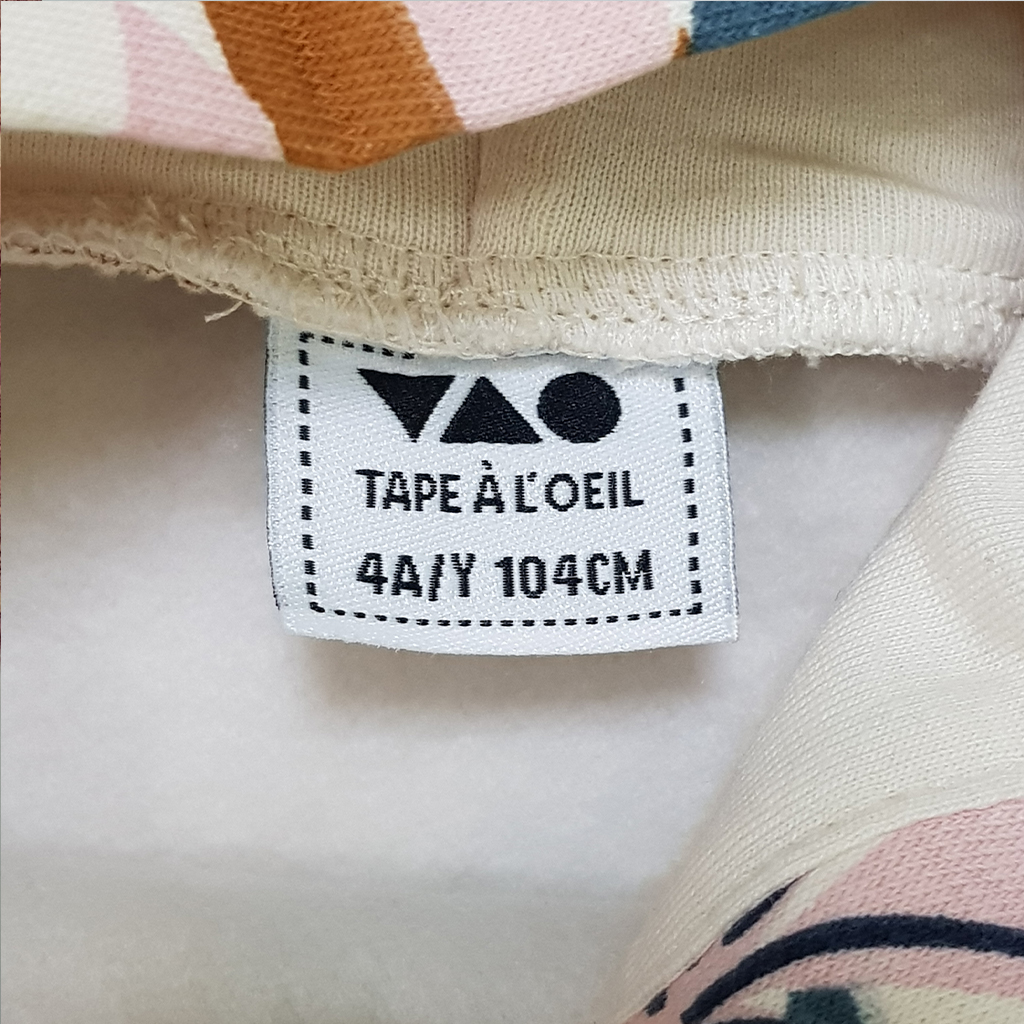 TAPE À L'OEIL
4A/Y 104CM